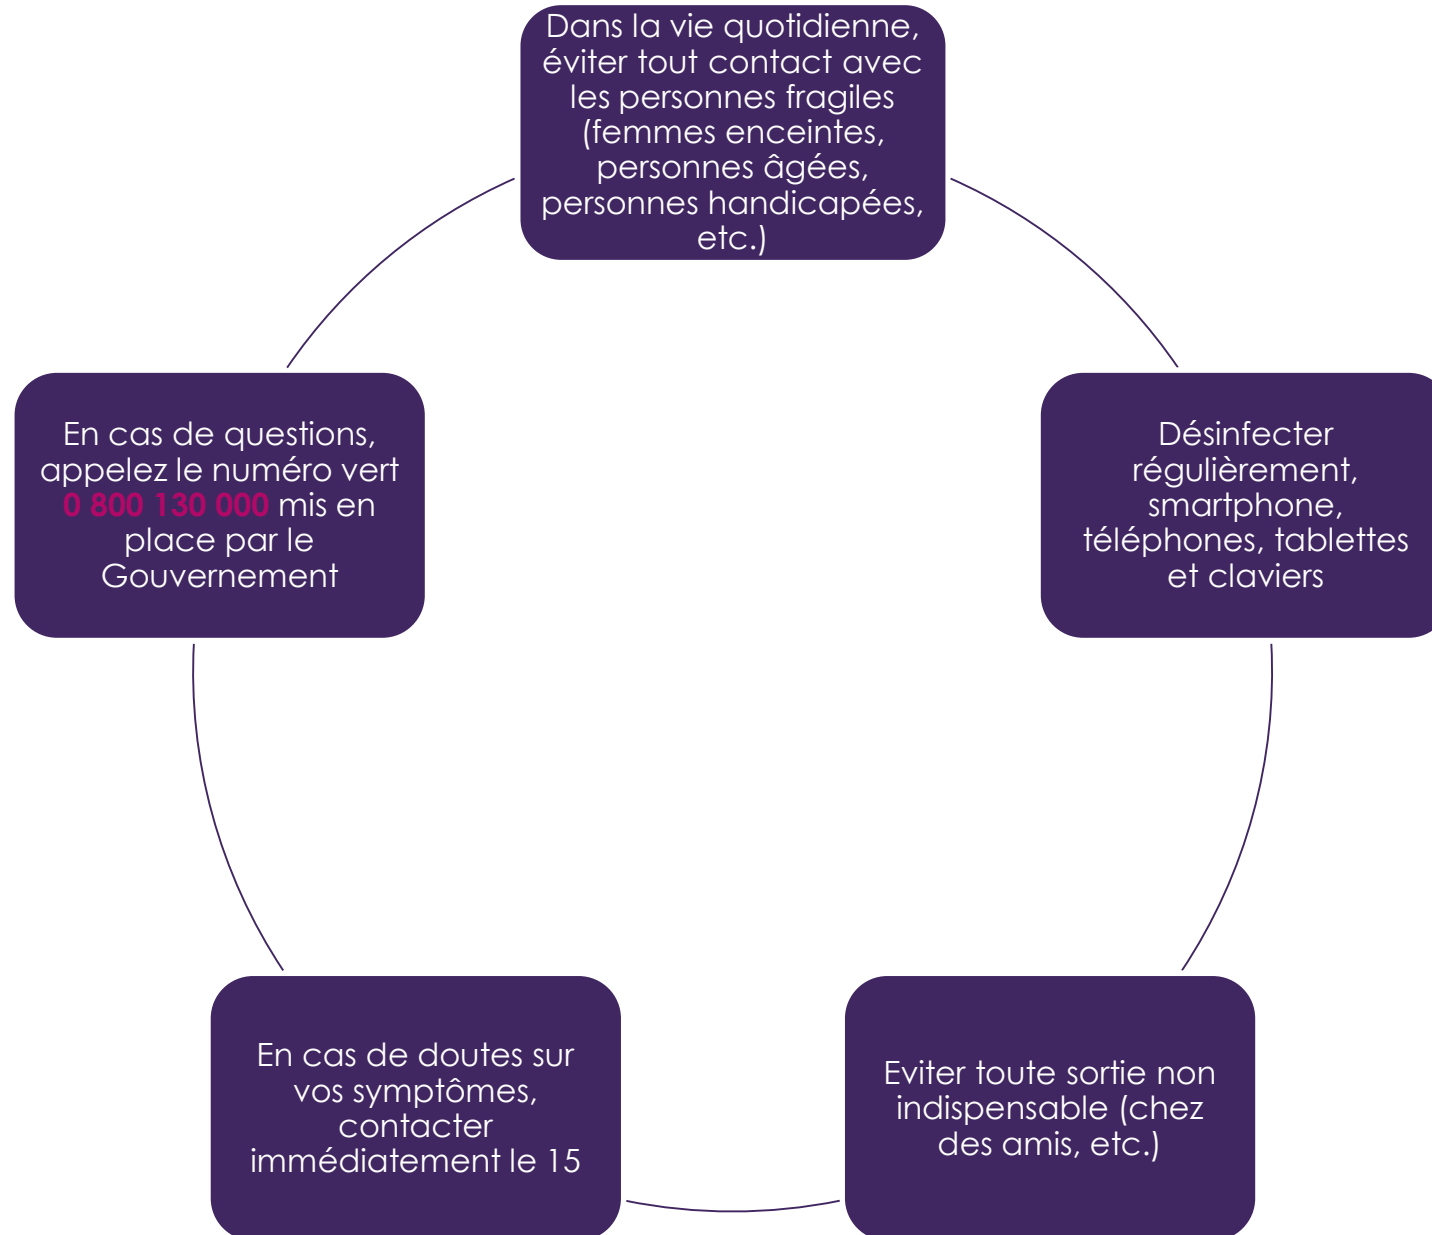 Dans la vie quotidienne,
éviter tout contact avec
les personnes fragiles
(femmes enceintes,
personnes âgées,
personnes handicapées,
etc.)
Désinfecter
régulièrement,
smartphone,
téléphones, tablettes
et claviers
Eviter toute sortie non
indispensable (chez
des amis, etc.)
En cas de doutes sur
vos symptômes,
contacter
immédiatement le 15
En cas de questions,
appelez le numéro vert
0 800 130 000 mis en
place par le
Gouvernement